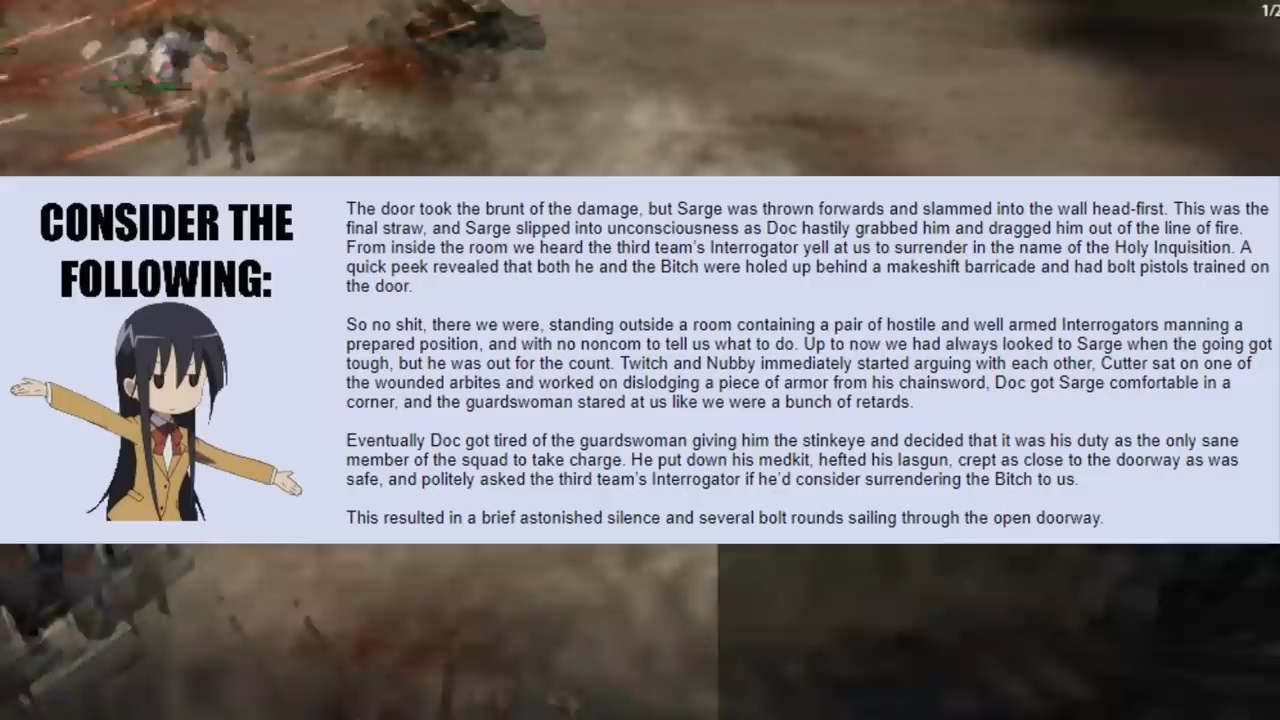 1/2
CONSIDER THE
FOLLOWING:
The door took the brunt of the damage, but Sarge was thrown forwards and slammed into the wall head-first. This was the
final straw, and Sarge slipped into unconsciousness as Doc hastily grabbed him and dragged him out of the line of fire.
From inside the room we heard the third team's Interrogator yell at us to surrender in the name of the Holy Inquisition. A
quick peek revealed that both he and the Bitch were holed up behind a makeshift barricade and had bolt pistols trained on
the door.
So no shit, there we were, standing outside a room containing a pair of hostile and well armed Interrogators manning a
prepared position, and with no noncom to tell us what to do. Up to now we had always looked to Sarge when the going got
tough, but he was out for the count. Twitch and Nubby immediately started arguing with each other, Cutter sat on one of
the wounded arbites and worked on dislodging a piece of armor from his chainsword, Doc got Sarge comfortable in a
corner, and the guardswoman stared at us like we were a bunch of retards.
Eventually Doc got tired of the guardswoman giving him the stinkeye and decided that it was his duty as the only sane
member of the squad to take charge. He put down his medkit, hefted his lasgun, crept as close to the doorway as was
safe, and politely asked the third team's Interrogator if he'd consider surrendering the Bitch to us.
This resulted in a brief astonished silence and several bolt rounds sailing through the open doorway.